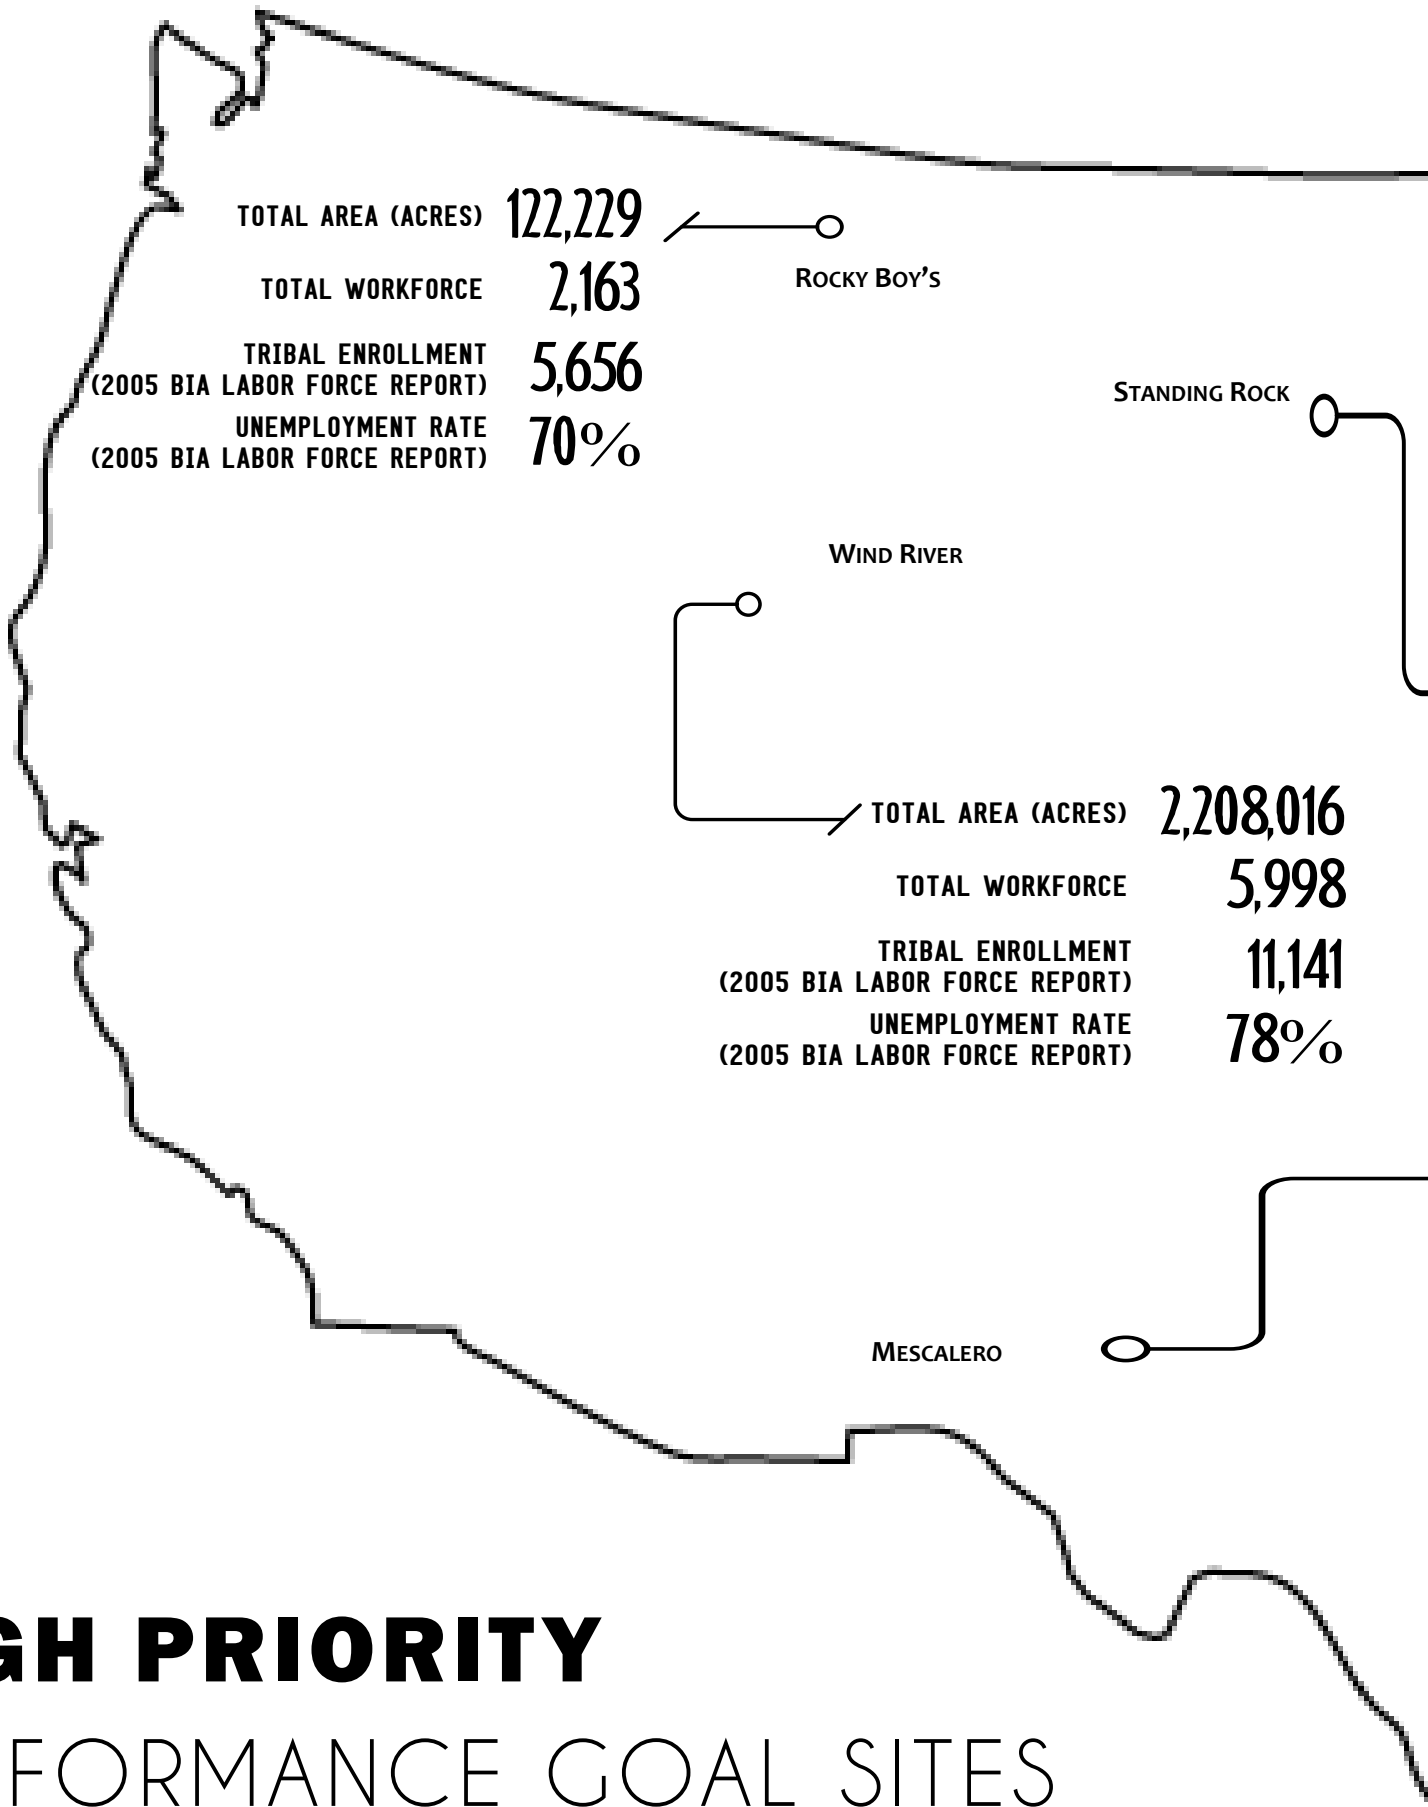 TOTAL AREA (ACRES) 122,229
Rocky Boy's
TOTAL WORKFORCE 2,163
TRIBAL ENROLLMENT
(2005 BIA LABOR FORCE REPORT) 5,656
UNEMPLOYMENT RATE
(2005 BIA LABOR FORCE REPORT) 70%
Standing Rock
Wind River
TOTAL AREA (ACRES) 2,208,016
TOTAL WORKFORCE 5,998
TRIBAL ENROLLMENT
(2005 BIA LABOR FORCE REPORT) 11,141
UNEMPLOYMENT RATE
(2005 BIA LABOR FORCE REPORT) 78%
Mescalero
GH PRIORITY
FORMANCE GOAL SITES